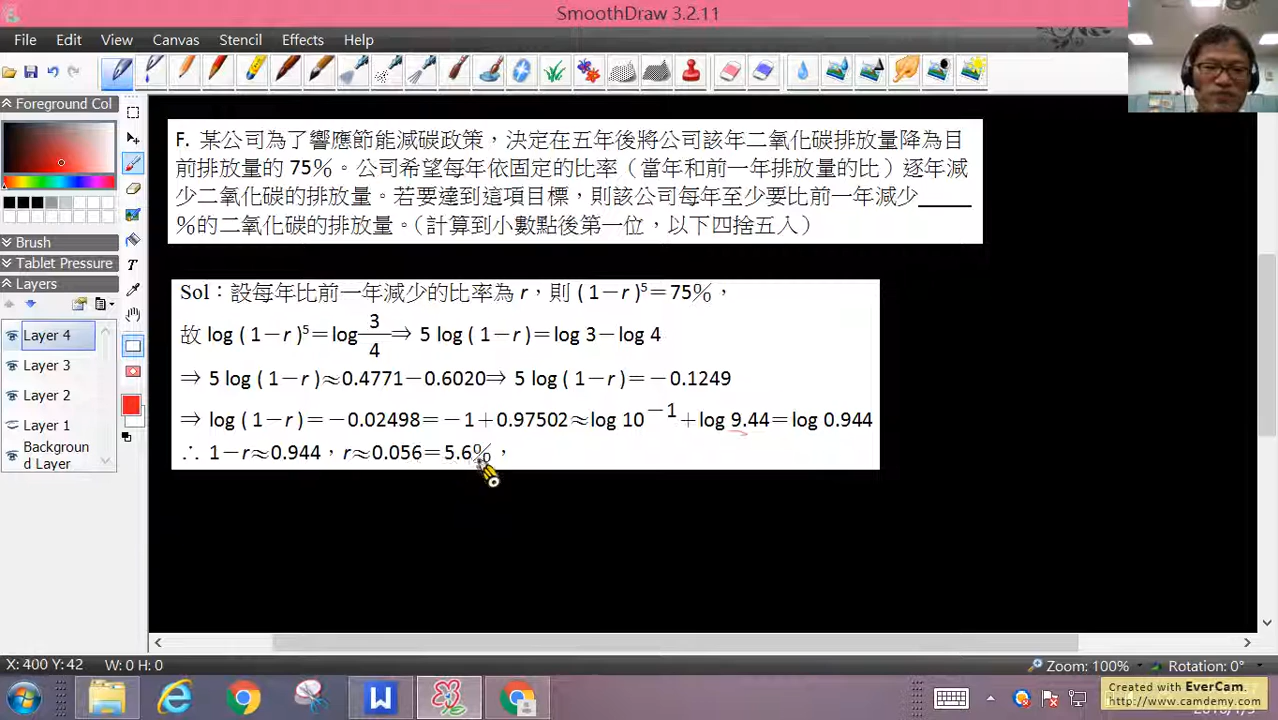 SmoothDraw 3.2.11
File Edit View Canvas Stencil Effects Help
Foreground Col
Brush
Tablet Pressure
Layers
Layer 4
Layer 3
Layer 2
Layer 1
Backgroun
d Layer
F. 某公司為了響應節能減碳政策，決定在五年後將公司該年二氧化碳排放量降為目
前排放量的 75％。公司希望每年依固定的比率（當年和前一年排放量的比）逐年減
少二氧化碳的排放量。若要達到這項目標，則該公司每年至少要比前一年減少_____
％的二氧化碳的排放量。（計算到小數點後第一位，以下四捨五入）
Sol：設每年比前一年減少的比率為 r，則 (1－r)⁵＝75％，
故 log (1－r)⁵＝log 3/4 ⇒ 5 log (1－r)＝log 3－log 4
⇒ 5 log (1－r)≈0.4771－0.6020⇒ 5 log (1－r)＝－0.1249
⇒ log (1－r)＝－0.02498＝－1＋0.97502≈log 10⁻¹＋log 9.44＝log 0.944
∴ 1－r≈0.944，r≈0.056＝5.6％，
X: 400 Y: 42 W: 0 H: 0 Zoom: 100% Rotation: 0°
Created with EverCam.
http://www.camdemy.com